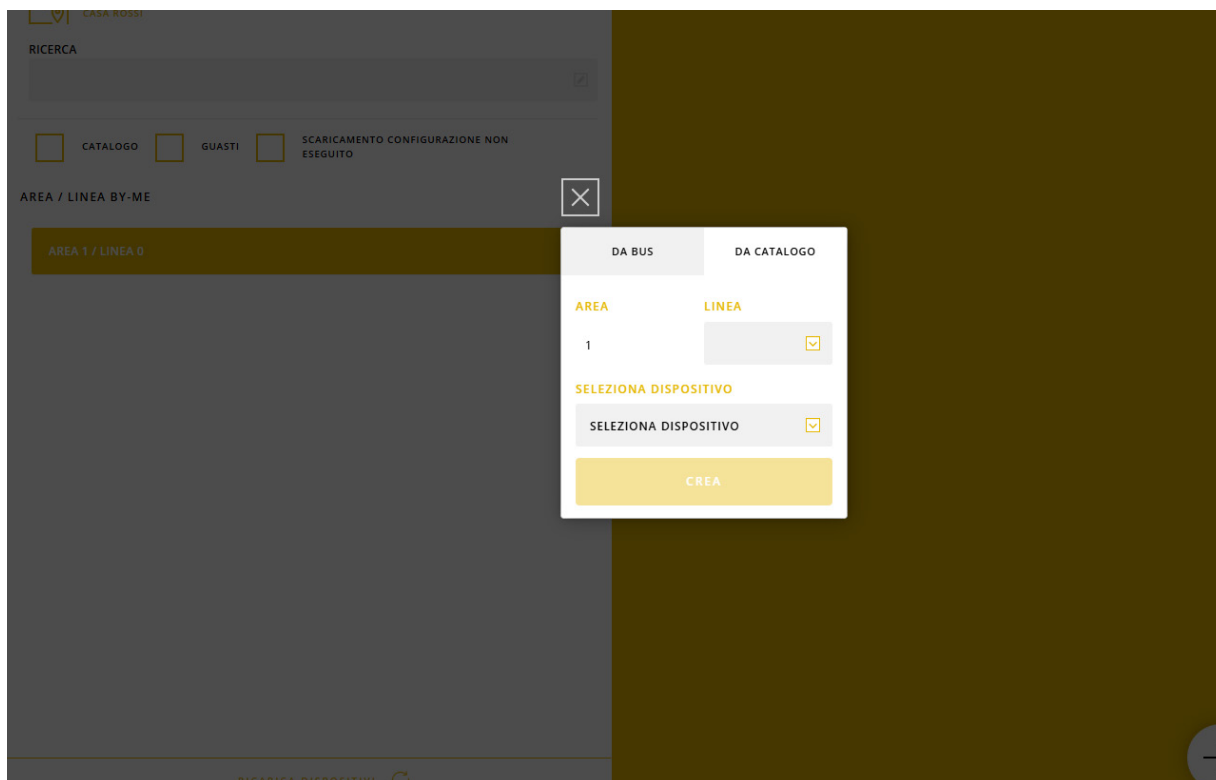 CASA ROSSI
RICERCA
CATALOGO
GUASTI
SCARICAMENTO CONFIGURAZIONE NON
ESEGUITO
AREA / LINEA BY-ME
AREA 1 / LINEA 0
DA BUS
DA CATALOGO
AREA
LINEA
1
SELEZIONA DISPOSITIVO
SELEZIONA DISPOSITIVO
CREA